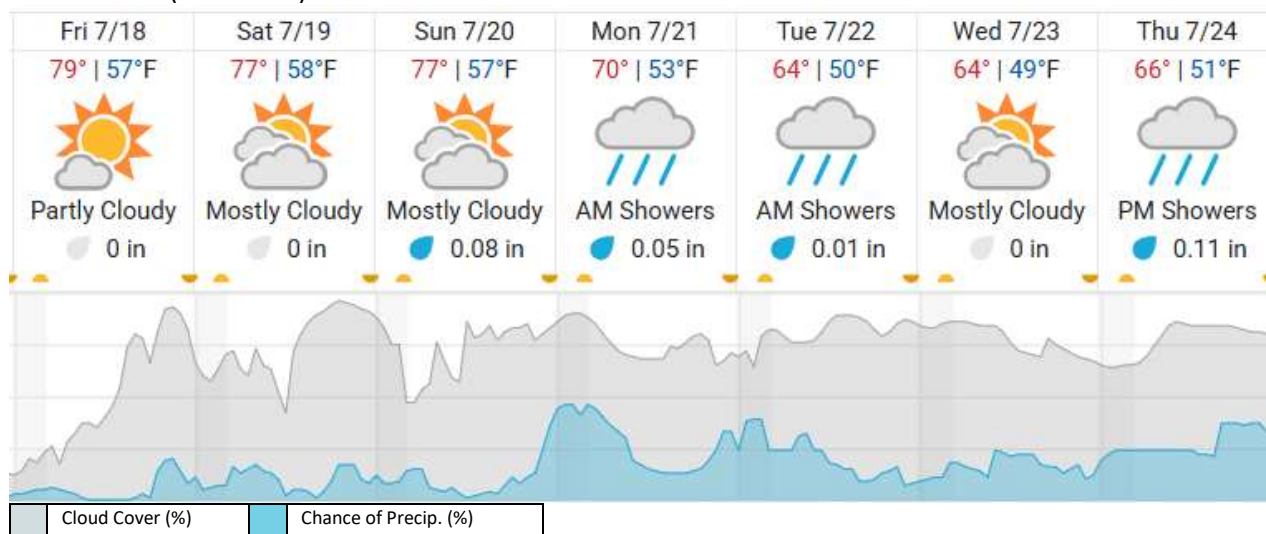 Fri 7/18 Sat 7/19 Sun 7/20 Mon 7/21 Tue 7/22 Wed 7/23 Thu 7/24
79° | 57°F 77° | 58°F 77° | 57°F 70° | 53°F 64° | 50°F 64° | 49°F 66° | 51°F
Partly Cloudy Mostly Cloudy Mostly Cloudy AM Showers AM Showers Mostly Cloudy PM Showers
0 in 0 in 0.08 in 0.05 in 0.01 in 0 in 0.11 in
Cloud Cover (%) Chance of Precip. (%)